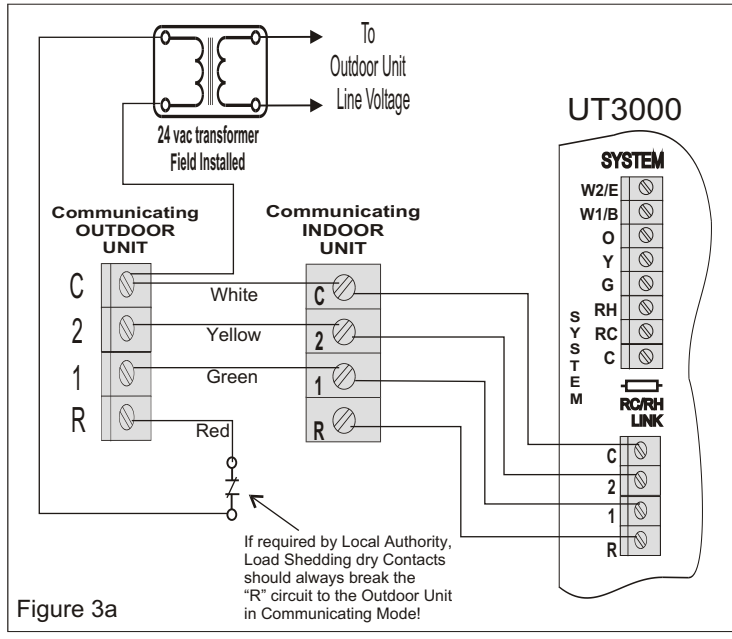 To
Outdoor Unit
Line Voltage
24 vac transformer
Field Installed
UT3000
SYSTEM
W2/E
W1/B
O
Y
G
RH
RC
C
SYSTEM
RC/RH
LINK
C
2
1
R
Communicating
OUTDOOR
UNIT
C
2
1
R
Communicating
INDOOR
UNIT
C
2
1
R
White
Yellow
Green
Red
If required by Local Authority,
Load Shedding dry Contacts
should always break the
“R” circuit to the Outdoor Unit
in Communicating Mode!
Figure 3a